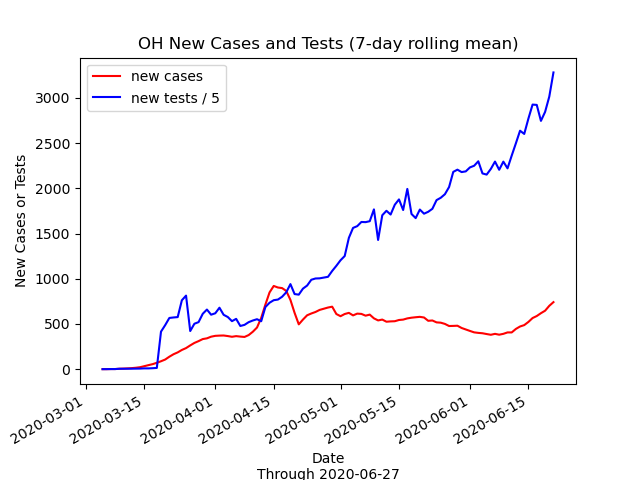 OH New Cases and Tests (7-day rolling mean)
new cases
new tests / 5
New Cases or Tests
3000
2500
2000
1500
1000
500
0
2020-03-01
2020-03-15
2020-04-01
2020-04-15
2020-05-01
2020-05-15
2020-06-01
2020-06-15
Date
Through 2020-06-27